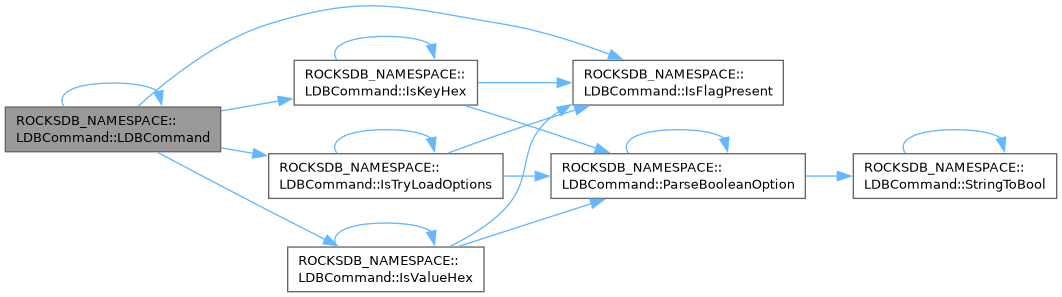 ROCKSDB_NAMESPACE::
LDBCommand::LDBCommand
ROCKSDB_NAMESPACE::
LDBCommand::IsKeyHex
ROCKSDB_NAMESPACE::
LDBCommand::IsFlagPresent
ROCKSDB_NAMESPACE::
LDBCommand::IsTryLoadOptions
ROCKSDB_NAMESPACE::
LDBCommand::ParseBooleanOption
ROCKSDB_NAMESPACE::
LDBCommand::StringToBool
ROCKSDB_NAMESPACE::
LDBCommand::IsValueHex